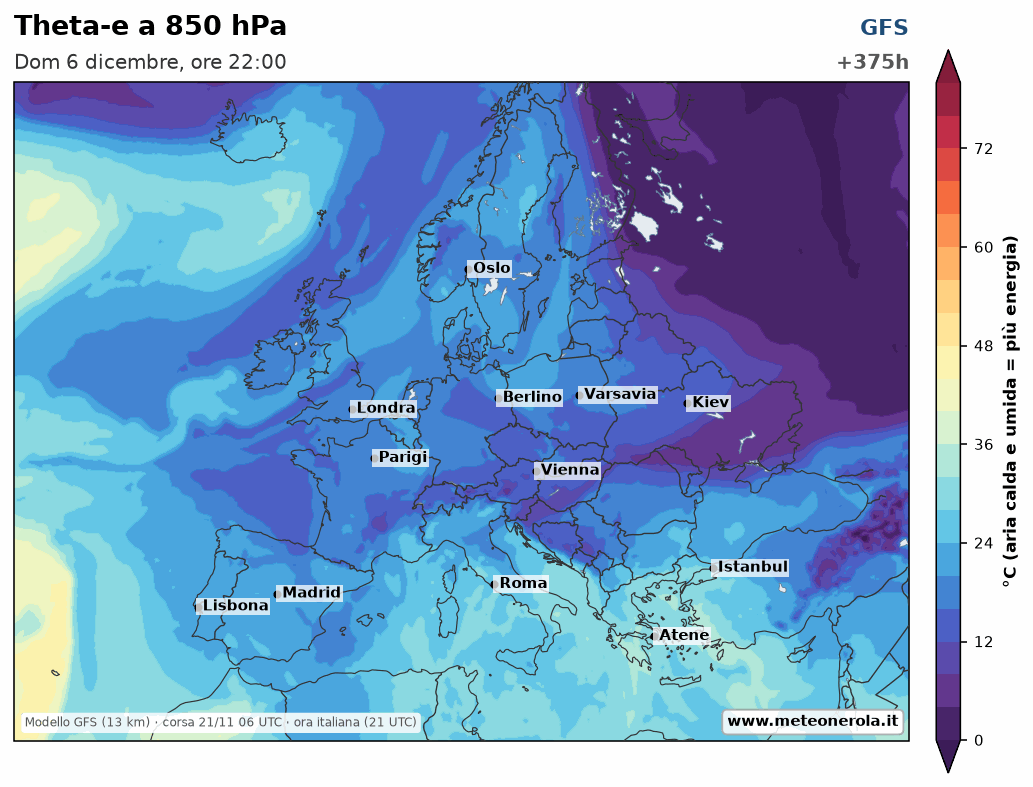 Theta-e a 850 hPa
GFS
Dom 6 dicembre, ore 22:00
+375h
72
60
48
36
24
12
0
°C (aria calda e umida = più energia)
Oslo
Berlino
Varsavia
Kiev
Londra
Parigi
Vienna
Istanbul
Roma
Madrid
Lisbona
Atene
Modello GFS (13 km) · corsa 21/11 06 UTC · ora italiana (21 UTC)
www.meteonerola.it